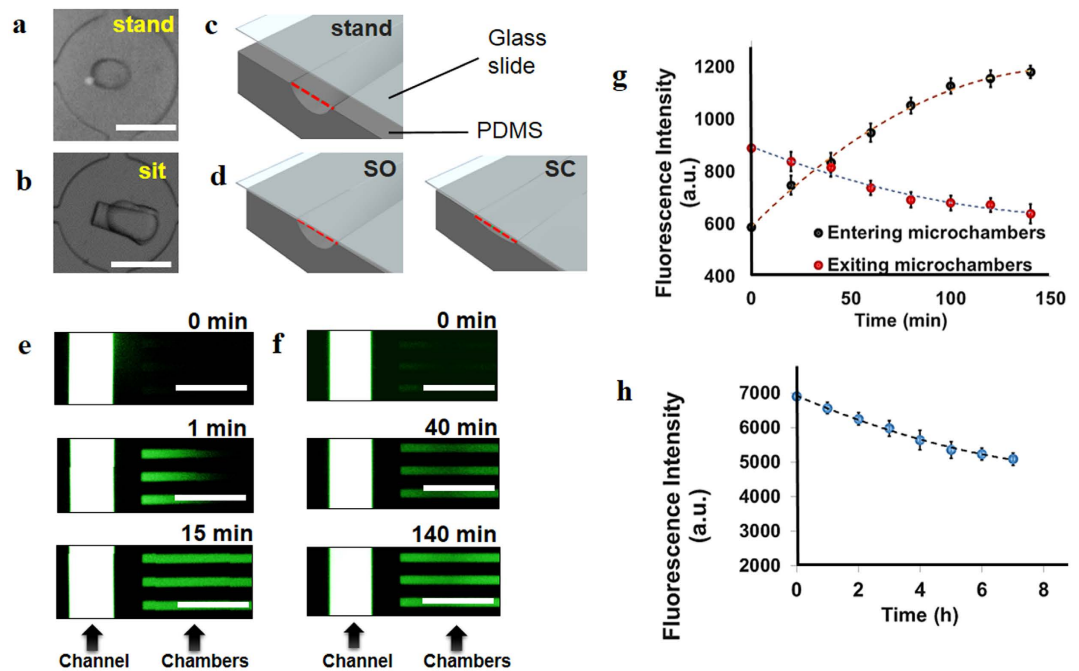 a
stand
b
sit
c
stand
Glass
slide
PDMS
d
SO
SC
e
0 min
1 min
15 min
Channel
Chambers
f
0 min
40 min
140 min
Channel
Chambers
g
Fluorescence Intensity
(a.u.)
1200
1000
800
600
400
Entering microchambers
Exiting microchambers
0
50
100
150
Time (min)
h
Fluorescence Intensity
(a.u.)
7000
6000
5000
4000
3000
2000
0
2
4
6
8
Time (h)